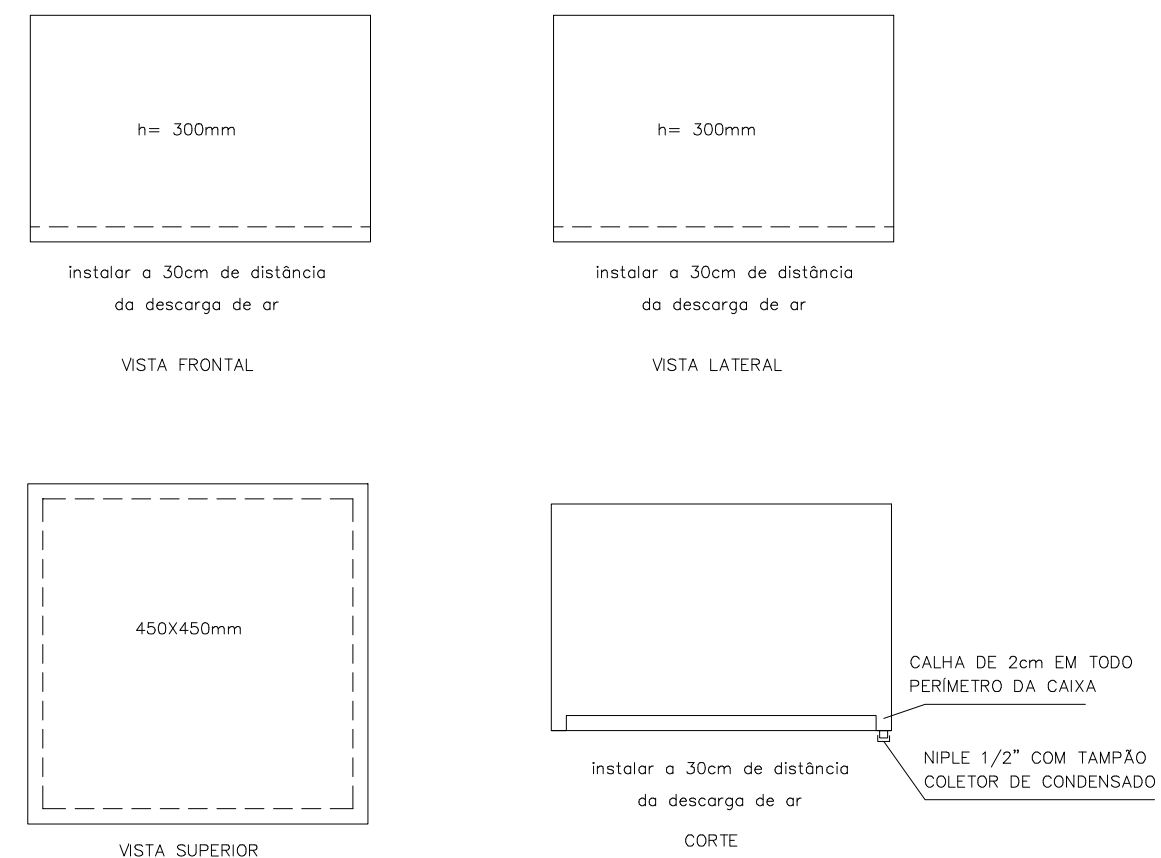 h= 300mm
instalar a 30cm de distância
da descarga de ar
VISTA FRONTAL
h= 300mm
instalar a 30cm de distância
da descarga de ar
VISTA LATERAL
450X450mm
VISTA SUPERIOR
CALHA DE 2cm EM TODO
PERÍMETRO DA CAIXA
NIPLE 1/2" COM TAMPÃO
COLETOR DE CONDENSADO
instalar a 30cm de distância
da descarga de ar
CORTE